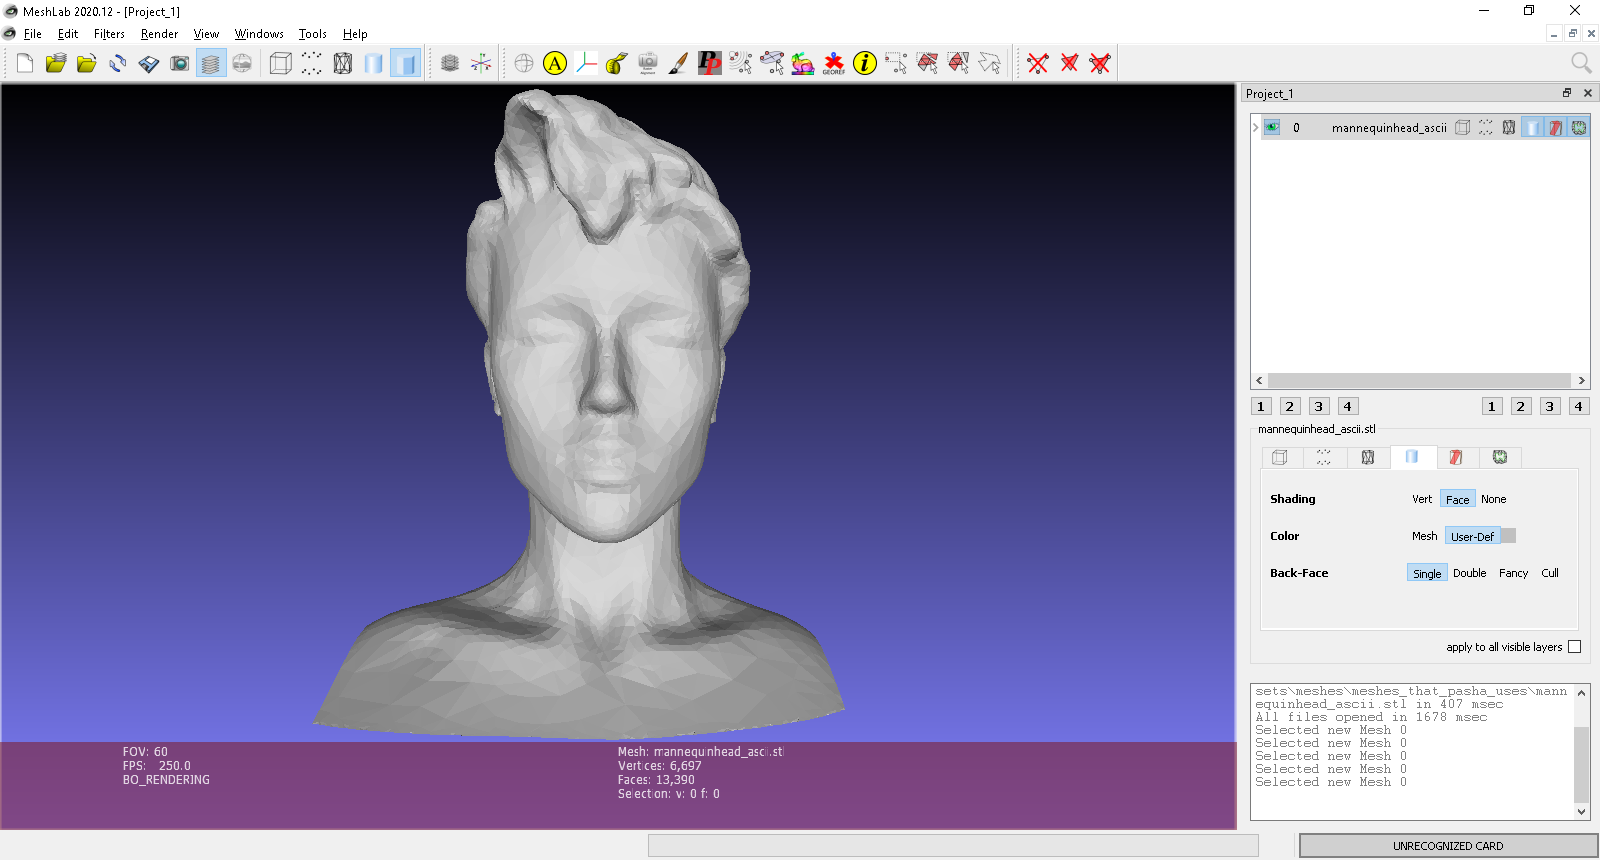 MeshLab 2020.12 - [Project_1]
File Edit Filters Render View Windows Tools Help
A
PP
GEOREF
i
Project_1
0 mannequinhead_ascii
1 2 3 4 1 2 3 4
mannequinhead_ascii.stl
Shading Vert Face None
Color Mesh User-Def
Back-Face Single Double Fancy Cull
apply to all visible layers
sets\meshes\meshes_that_pasha_uses\mann
equinhead_ascii.stl in 407 msec
All files opened in 1678 msec
Selected new Mesh 0
Selected new Mesh 0
Selected new Mesh 0
Selected new Mesh 0
Selected new Mesh 0
FOV: 60
FPS: 250.0
BO_RENDERING
Mesh: mannequinhead_ascii.stl
Vertices: 6,697
Faces: 13,390
Selection: v: 0 f: 0
UNRECOGNIZED CARD